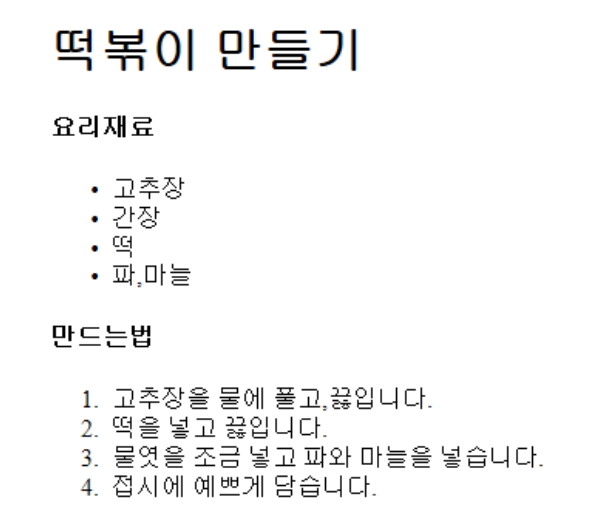 떡볶이 만들기
요리재료
• 고추장
• 간장
• 떡
• 파,마늘
만드는법
1. 고추장을 물에 풀고,끓입니다.
2. 떡을 넣고 끓입니다.
3. 물엿을 조금 넣고 파와 마늘을 넣습니다.
4. 접시에 예쁘게 담습니다.